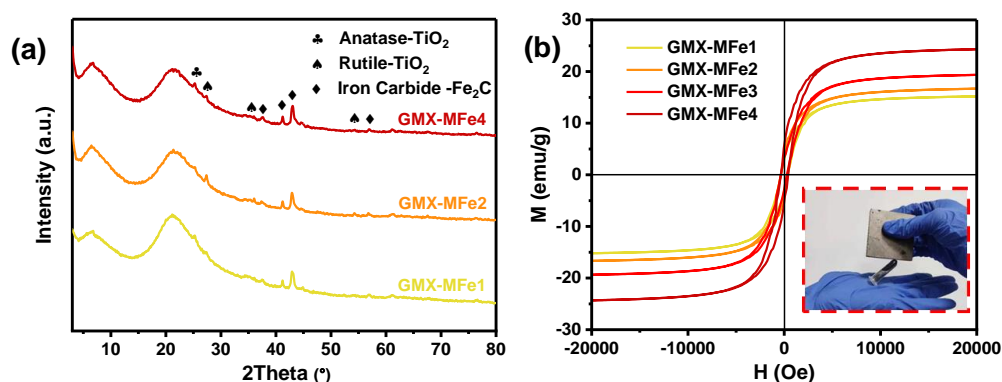 (a)
♣ Anatase-TiO₂
♠ Rutile-TiO₂
♦ Iron Carbide -Fe₂C
♣
♠
♠
♦
♦
♦
♠
♦
GMX-MFe4
GMX-MFe2
GMX-MFe1
Intensity (a.u.)
10 20 30 40 50 60 70 80
2Theta (°)
(b)
30
20
10
0
-10
-20
-30
M (emu/g)
GMX-MFe1
GMX-MFe2
GMX-MFe3
GMX-MFe4
-20000 -10000 0 10000 20000
H (Oe)